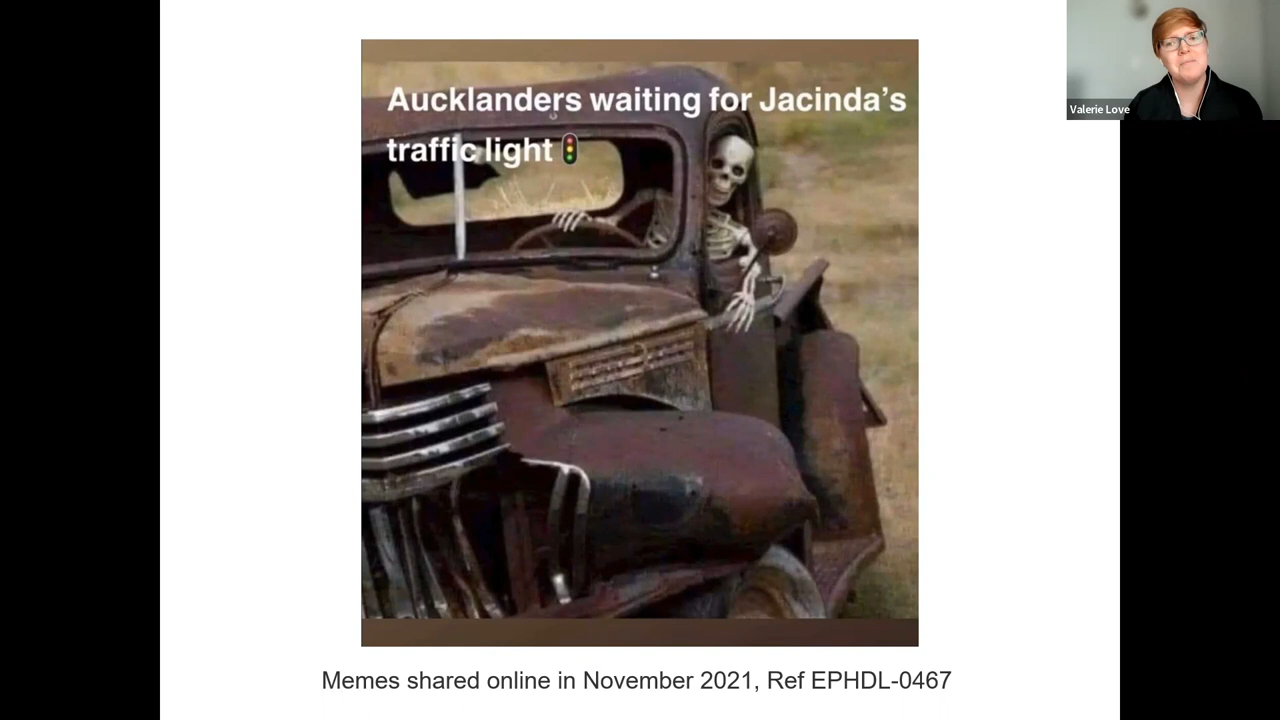 Aucklanders waiting for Jacinda’s
traffic light🚦
Valerie Love
Memes shared online in November 2021, Ref EPHDL-0467